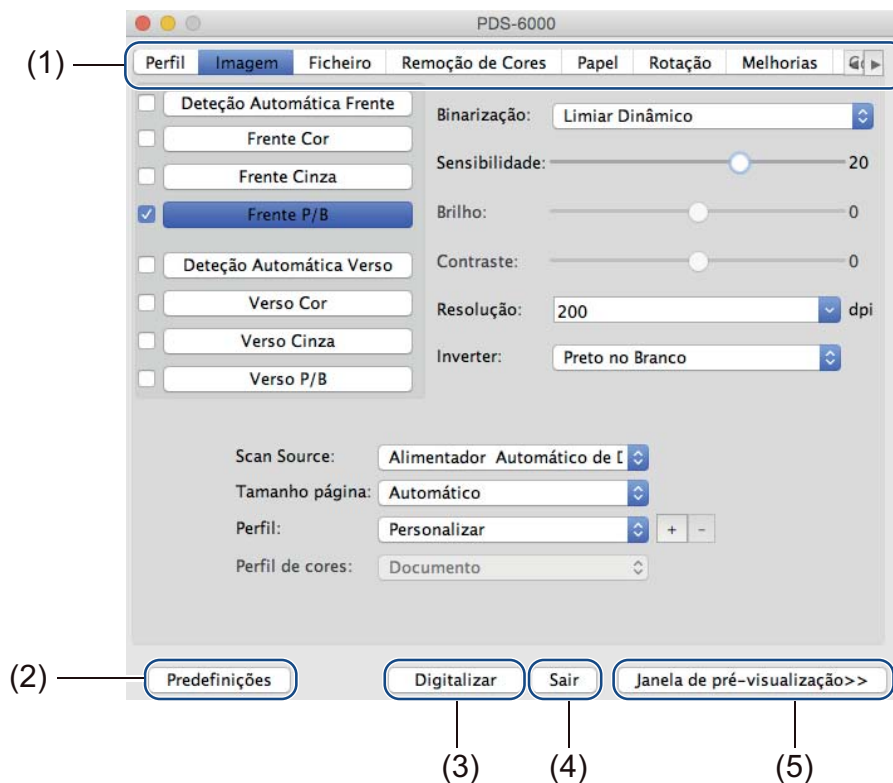 PDS-6000
(1)
Perfil Imagem Ficheiro Remoção de Cores Papel Rotação Melhorias
Deteção Automática Frente
Frente Cor
Frente Cinza
Frente P/B
Deteção Automática Verso
Verso Cor
Verso Cinza
Verso P/B
Binarização: Limiar Dinâmico
Sensibilidade: 20
Brilho: 0
Contraste: 0
Resolução: 200 dpi
Inverter: Preto no Branco
Scan Source: Alimentador Automático de D
Tamanho página: Automático
Perfil: Personalizar + -
Perfil de cores: Documento
(2) Predefinições Digitalizar Sair Janela de pré-visualização>>
(3) (4) (5)